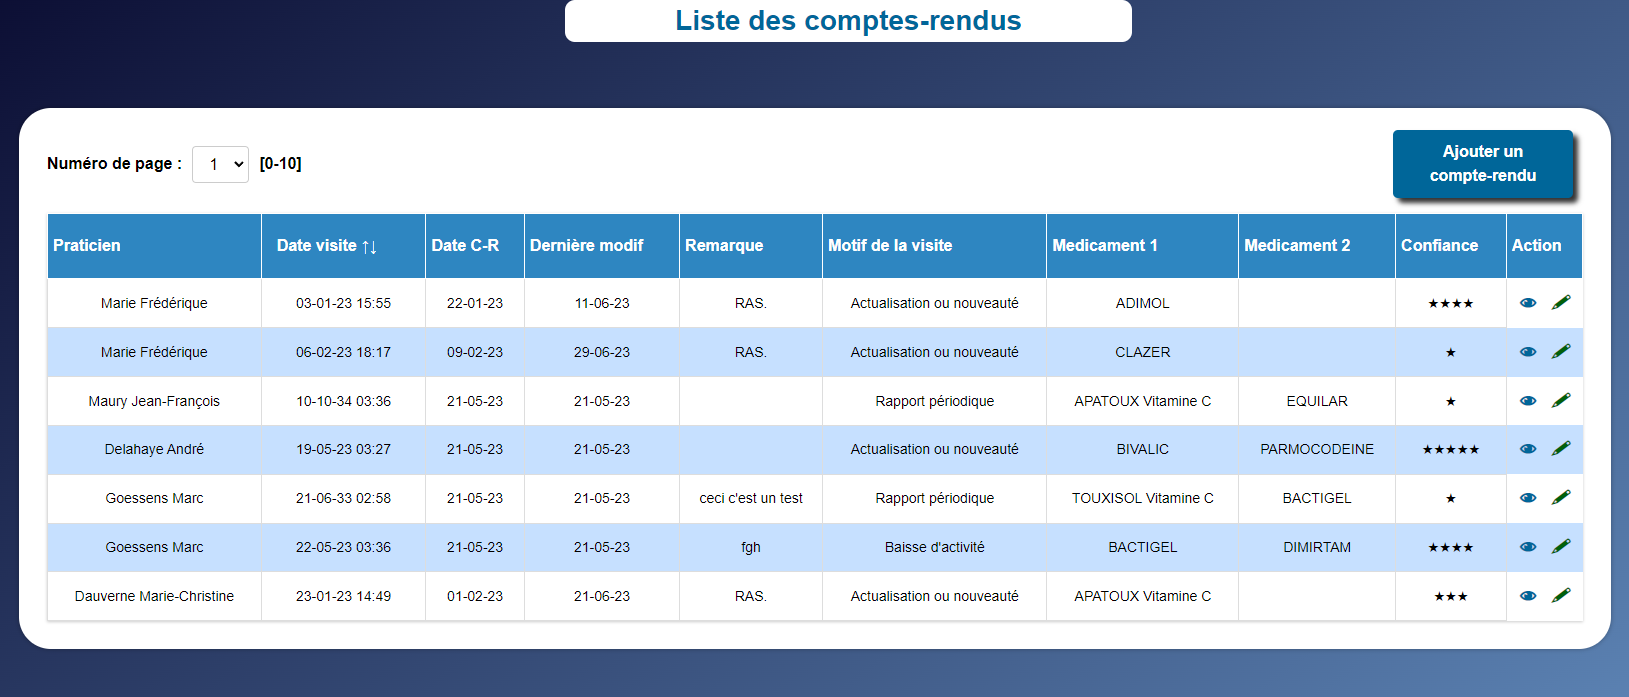 Liste des comptes-rendus
Numéro de page : 1 [0-10]
Ajouter un
compte-rendu
Praticien Date visite ↑↓ Date C-R Dernière modif Remarque Motif de la visite Medicament 1 Medicament 2 Confiance Action
Marie Frédérique 03-01-23 15:55 22-01-23 11-06-23 RAS. Actualisation ou nouveauté ADIMOL ★★★★
Marie Frédérique 06-02-23 18:17 09-02-23 29-06-23 RAS. Actualisation ou nouveauté CLAZER ★
Maury Jean-François 10-10-34 03:36 21-05-23 21-05-23 Rapport périodique APATOUX Vitamine C EQUILAR ★
Delahaye André 19-05-23 03:27 21-05-23 21-05-23 Actualisation ou nouveauté BIVALIC PARMOCODEINE ★★★★★
Goessens Marc 21-06-33 02:58 21-05-23 21-05-23 ceci c'est un test Rapport périodique TOUXISOL Vitamine C BACTIGEL ★
Goessens Marc 22-05-23 03:36 21-05-23 21-05-23 fgh Baisse d'activité BACTIGEL DIMIRTAM ★★★★
Dauverne Marie-Christine 23-01-23 14:49 01-02-23 21-06-23 RAS. Actualisation ou nouveauté APATOUX Vitamine C ★★★